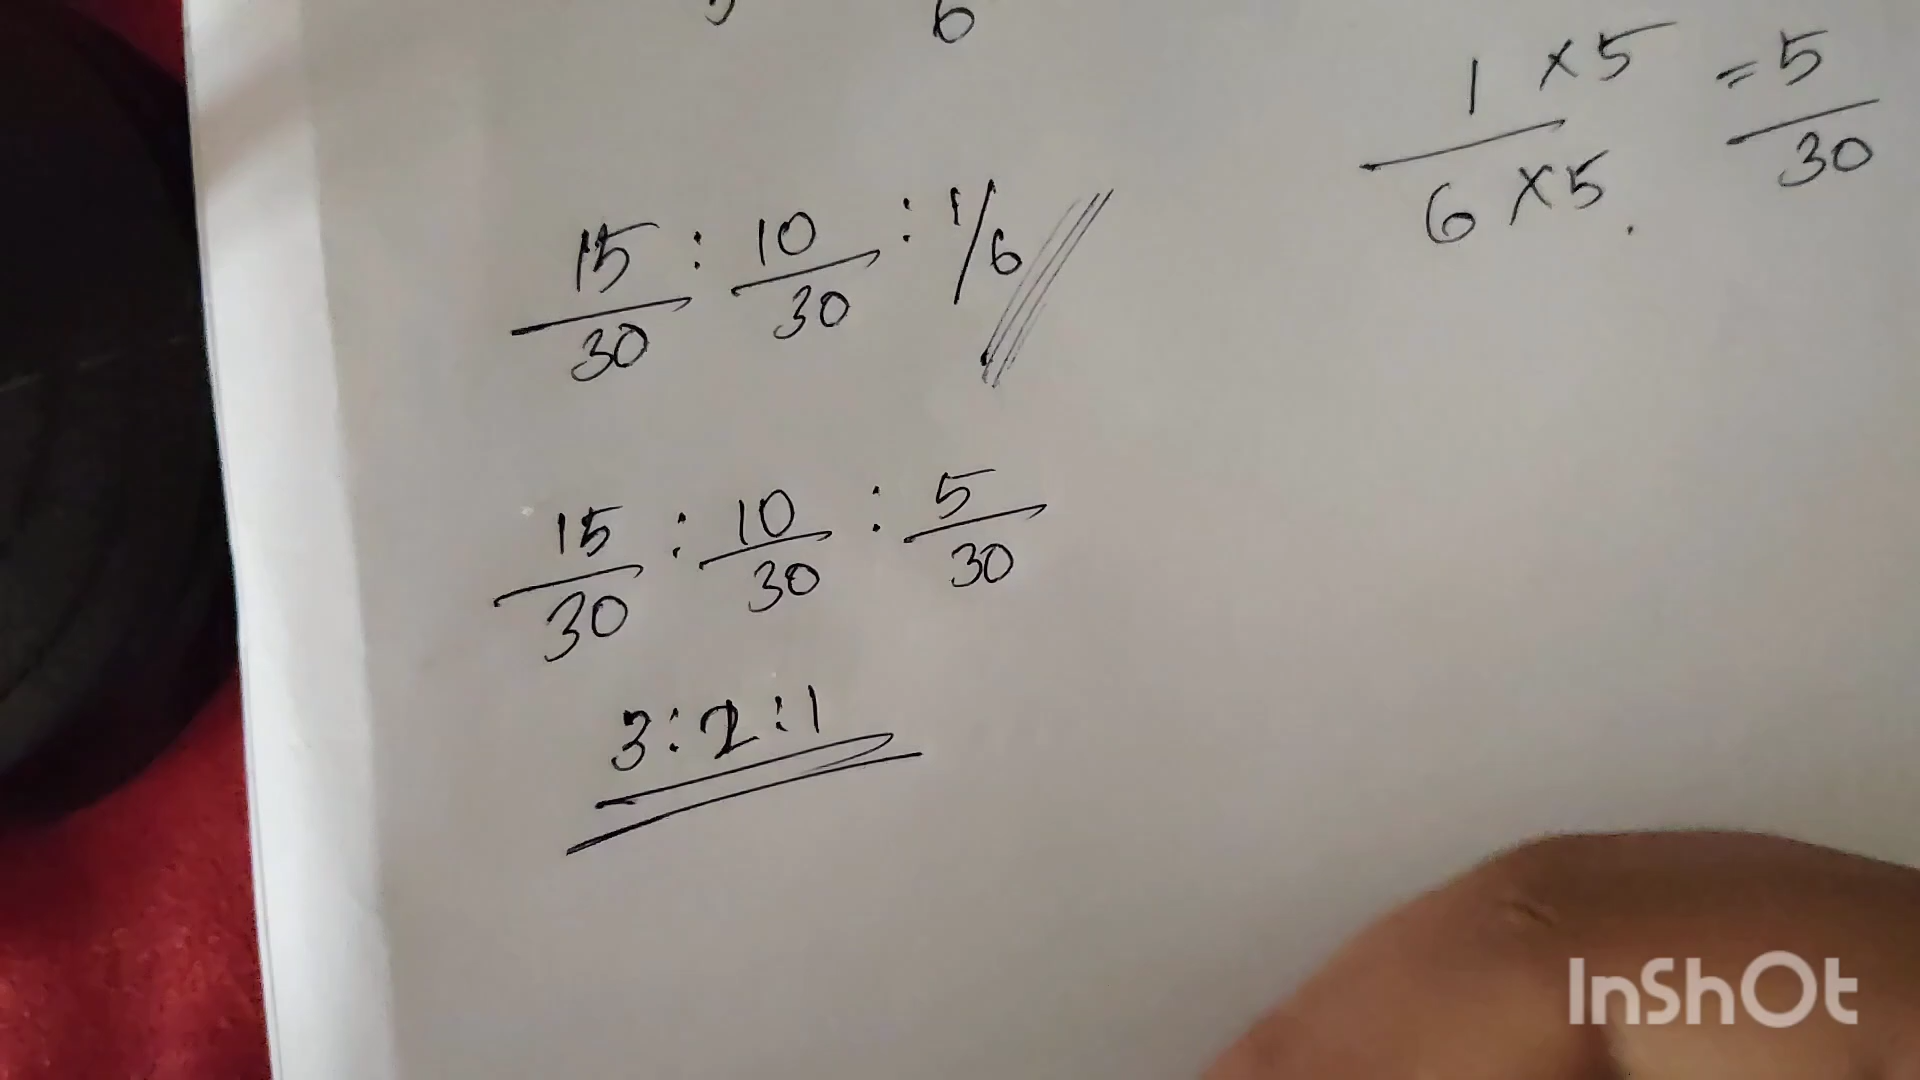 6
1 × 5 = 5
6 × 5. 30
15 : 10 : 1/6
30 30
15 : 10 : 5
30 30 30
3 : 2 : 1
InShOt